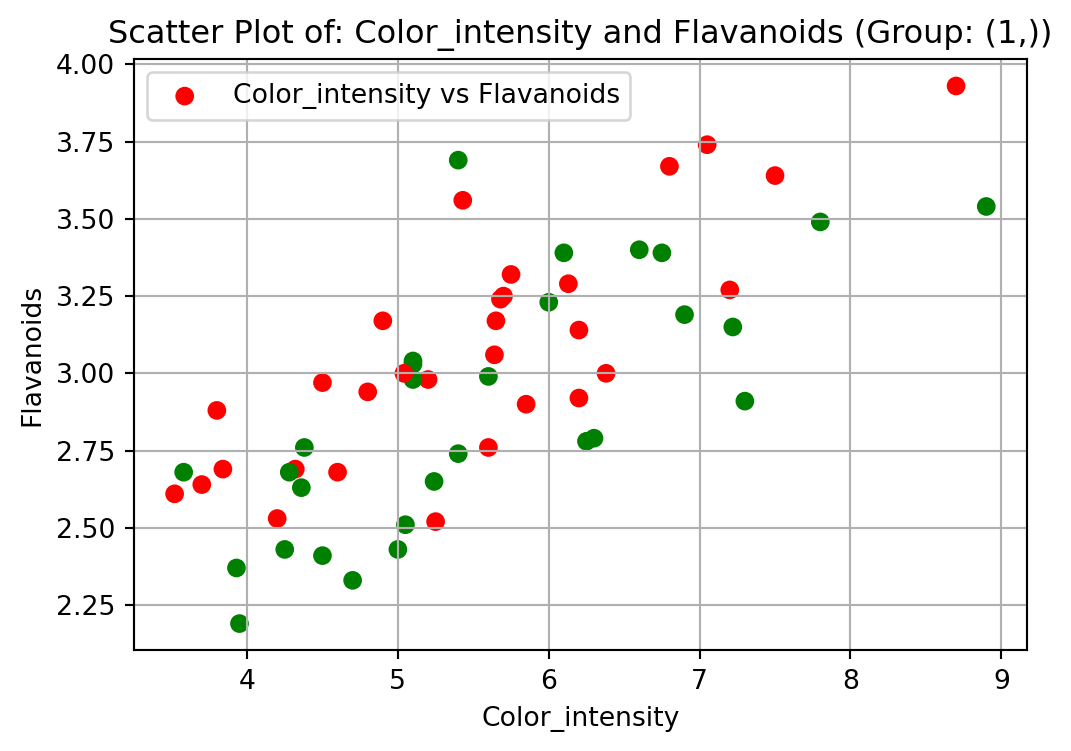 Scatter Plot of: Color_intensity and Flavanoids (Group: (1,))
Color_intensity vs Flavanoids
4.00
3.75
3.50
3.25
3.00
2.75
2.50
2.25
Flavanoids
4 5 6 7 8 9
Color_intensity